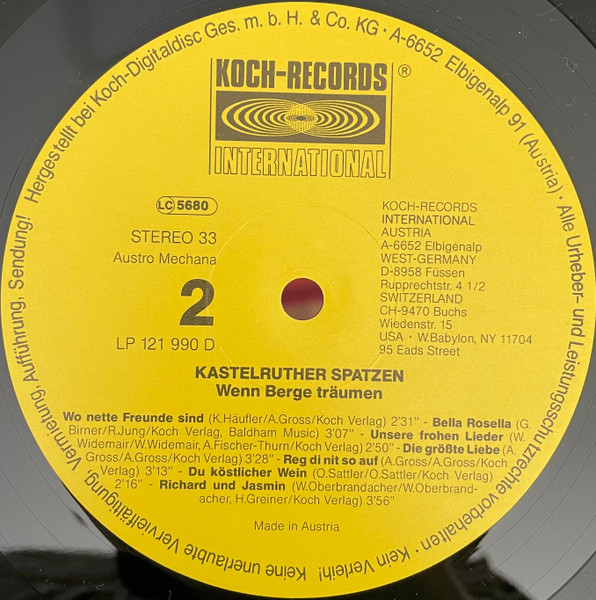 Hergestellt bei Koch-Digitaldisc Ges. m. b. H. & Co. KG · A-6652 Elbigenalp 91 (Austria) · Alle Urheber- und Leistungsschutzrechte vorbehalten · Kein Verleih! Keine unerlaubte Vervielfältigung, Vermietung, Aufführung, Sendung!
KOCH-RECORDS ®
INTERNATIONAL
LC 5680
STEREO 33
Austro Mechana
2
LP 121 990 D
KOCH-RECORDS
INTERNATIONAL
AUSTRIA
A-6652 Elbigenalp
WEST-GERMANY
D-8958 Füssen
Rupprechtstr. 4 1/2
SWITZERLAND
CH-9470 Buchs
Wiedenstr. 15
USA · W.Babylon, NY 11704
95 Eads Street
KASTELRUTHER SPATZEN
Wenn Berge träumen
Wo nette Freunde sind (K.Häufler/A.Gross/Koch Verlag) 2'31" - Bella Rosella (G.
Birner/R.Jung/Koch Verlag, Baldham Music) 3'07" - Unsere frohen Lieder (W.
Widemair/W.Widemair, A.Fischer-Thurn/Koch Verlag) 2'50" - Die größte Liebe (A.
Gross/A.Gross/Koch Verlag) 3'28" - Reg di nit so auf (A.Gross/A.Gross/Koch
Verlag) 3'13" - Du köstlicher Wein (O.Sattler/O.Sattler/Koch Verlag)
2'16" - Richard und Jasmin (W.Oberbrandacher/W.Oberbrand-
acher, H.Greiner/Koch Verlag) 3'56"
Made in Austria